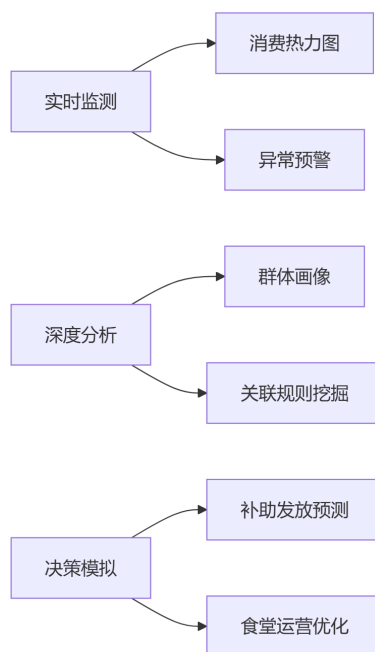 消费热力图
实时监测
异常预警
群体画像
深度分析
关联规则挖掘
补助发放预测
决策模拟
食堂运营优化